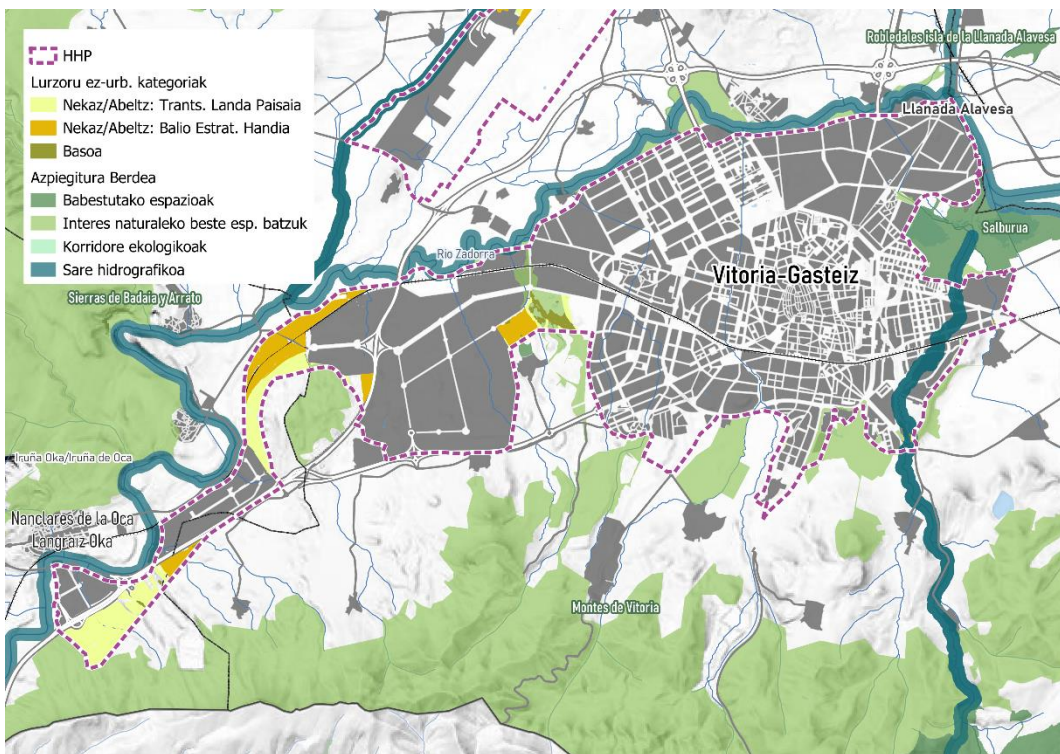 HHP
Lurzoru ez-urb. kategoriak
Nekaz/Abeltz: Trants. Landa Paisaia
Nekaz/Abeltz: Balio Estrat. Handia
Basoa
Azpiegitura Berdea
Babestutako espazioak
Interes naturaleko beste esp. batzuk
Korridore ekologikoak
Sare hidrografikoa
Robledales isla de la Llanada Alavesa
Llanada Alavesa
Salburua
Río Zadorra
Vitoria-Gasteiz
Sierras de Badaia y Arrato
Iruña Oka/Iruña de Oca
Nanclares de la Oca
Langraiz Oka
Montes de Vitoria